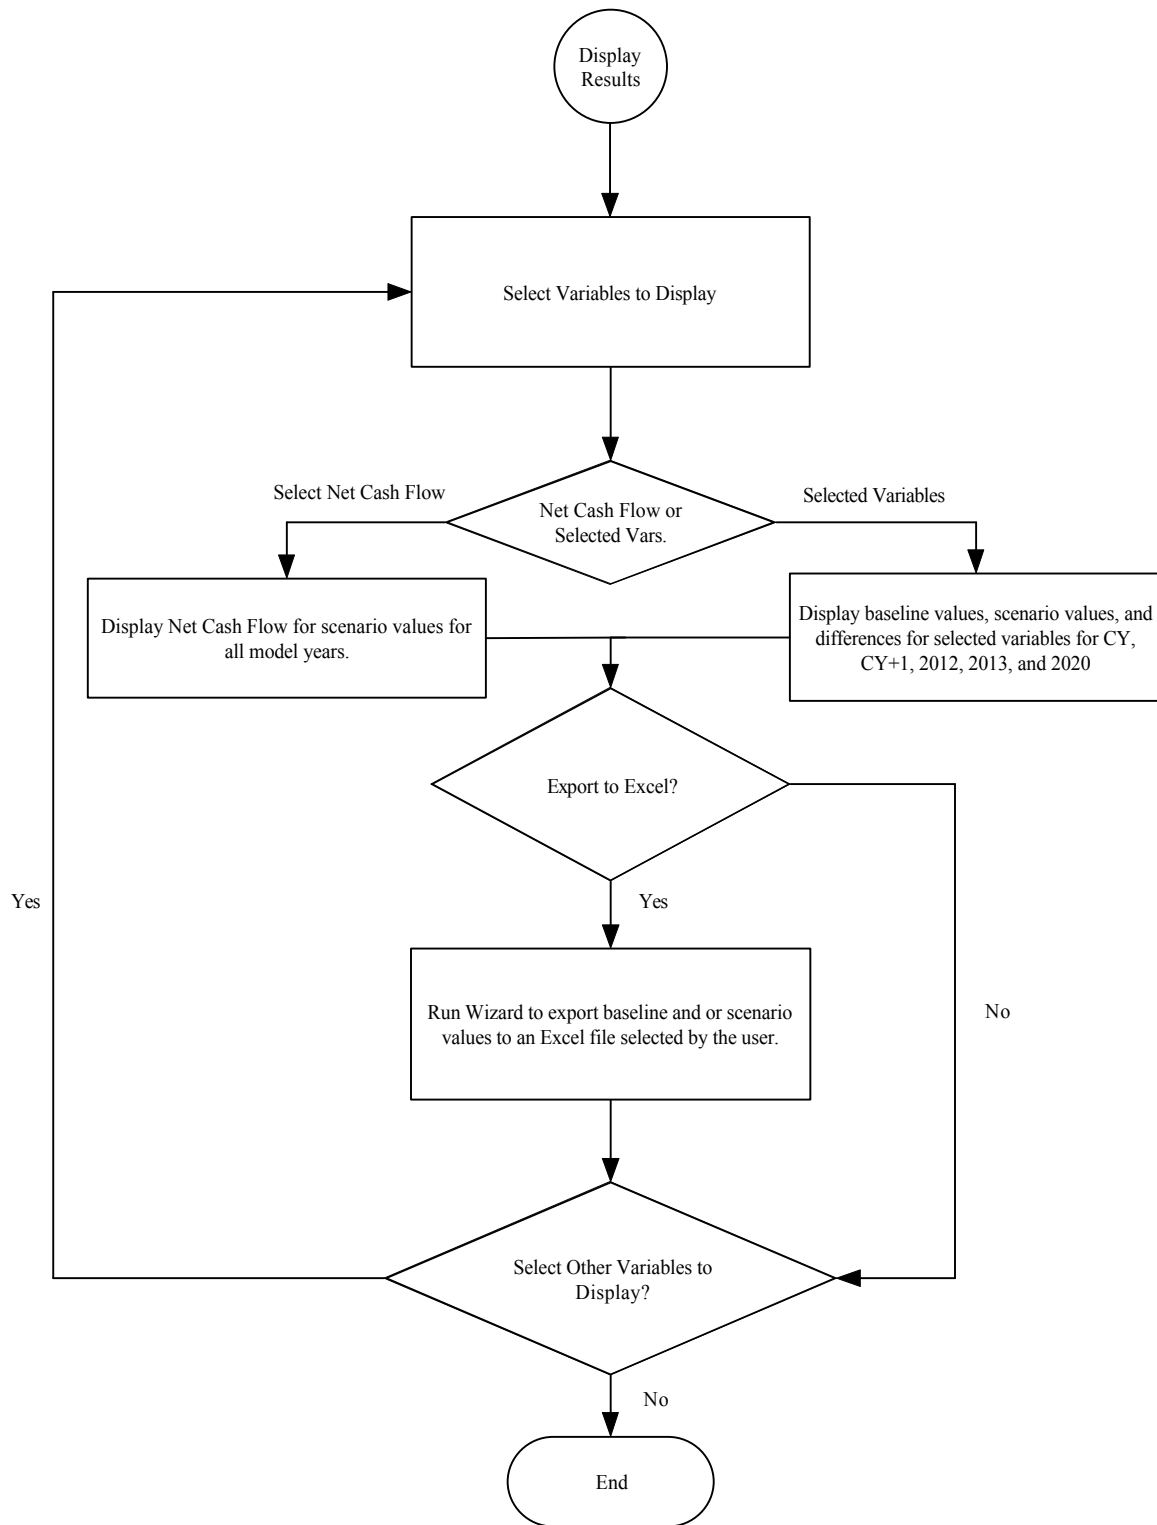 Display
Results
Select Variables to Display
Select Net Cash Flow
Selected Variables
Net Cash Flow or
Selected Vars.
Display Net Cash Flow for scenario values for
all model years.
Display baseline values, scenario values, and
differences for selected variables for CY,
CY+1, 2012, 2013, and 2020
Export to Excel?
Yes
Yes
Run Wizard to export baseline and or scenario
values to an Excel file selected by the user.
No
Select Other Variables to
Display?
No
End